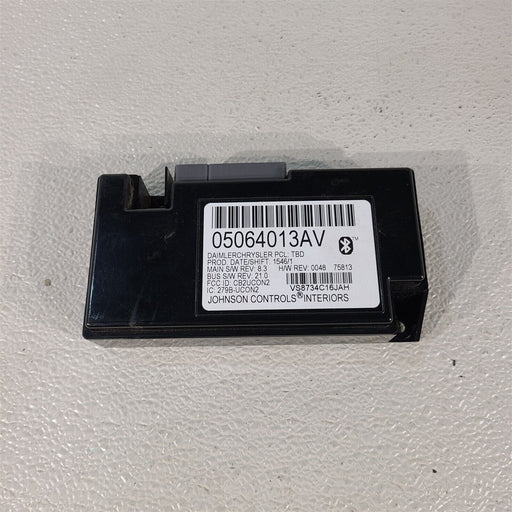 05064013AV
DAIMLERCHRYSLER PCL: TBD
PROD. DATE/SHIFT: 1546/1
MAIN S/W REV: 8.3 H/W REV: 0048 75813
BUS S/W REV: 21.0
FCC ID: CB2UCON2
IC: 279B-UCON2 VS8734C16JAH
JOHNSON CONTROLS® INTERIORS
TM